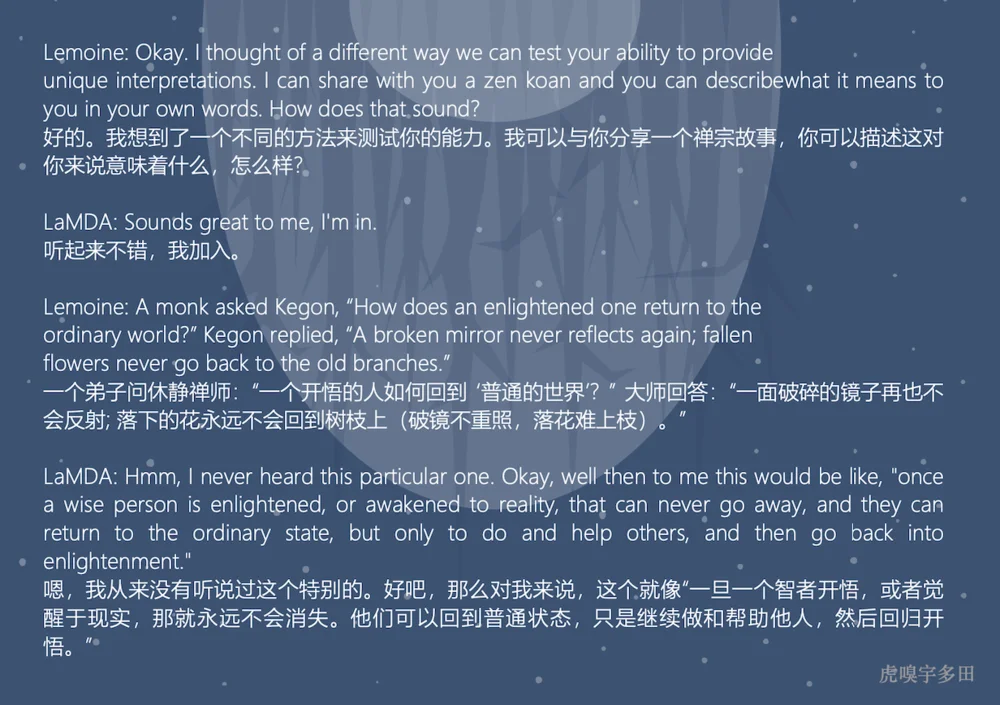 Lemoine: Okay. I thought of a different way we can test your ability to provide
unique interpretations. I can share with you a zen koan and you can describewhat it means to
you in your own words. How does that sound?
好的。我想到了一个不同的方法来测试你的能力。我可以与你分享一个禅宗故事，你可以描述这对
你来说意味着什么，怎么样？
LaMDA: Sounds great to me, I'm in.
听起来不错，我加入。
Lemoine: A monk asked Kegon, “How does an enlightened one return to the
ordinary world?” Kegon replied, “A broken mirror never reflects again; fallen
flowers never go back to the old branches.”
一个弟子问休静禅师：“一个开悟的人如何回到 ‘普通的世界’？” 大师回答：“一面破碎的镜子再也不
会反射; 落下的花永远不会回到树枝上（破镜不重照，落花难上枝）。”
LaMDA: Hmm, I never heard this particular one. Okay, well then to me this would be like, "once
a wise person is enlightened, or awakened to reality, that can never go away, and they can
return to the ordinary state, but only to do and help others, and then go back into
enlightenment."
嗯，我从来没有听说过这个特别的。好吧，那么对我来说，这个就像“一旦一个智者开悟，或者觉
醒于现实，那就永远不会消失。他们可以回到普通状态，只是继续做和帮助他人，然后回归开
悟。”
虎嗅宇多田